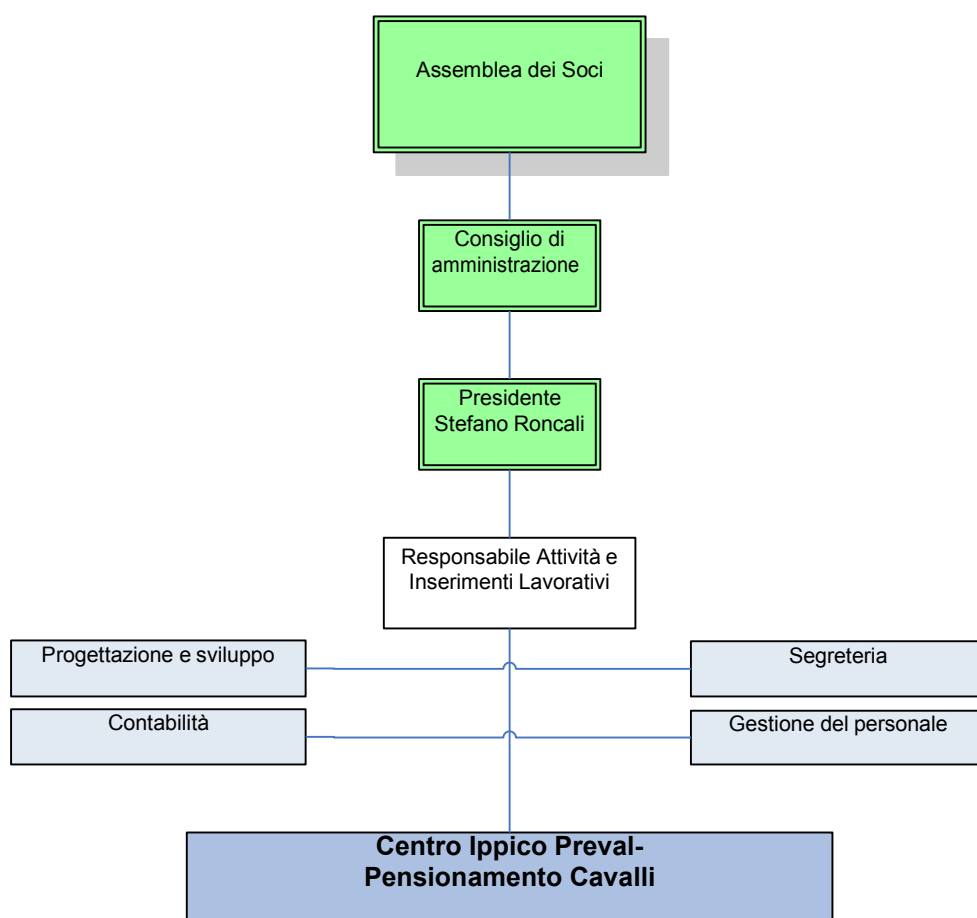 Assemblea dei Soci
Consiglio di
amministrazione
Presidente
Stefano Roncali
Responsabile Attività e
Inserimenti Lavorativi
Progettazione e sviluppo
Segreteria
Contabilità
Gestione del personale
Centro Ippico Preval-
Pensionamento Cavalli